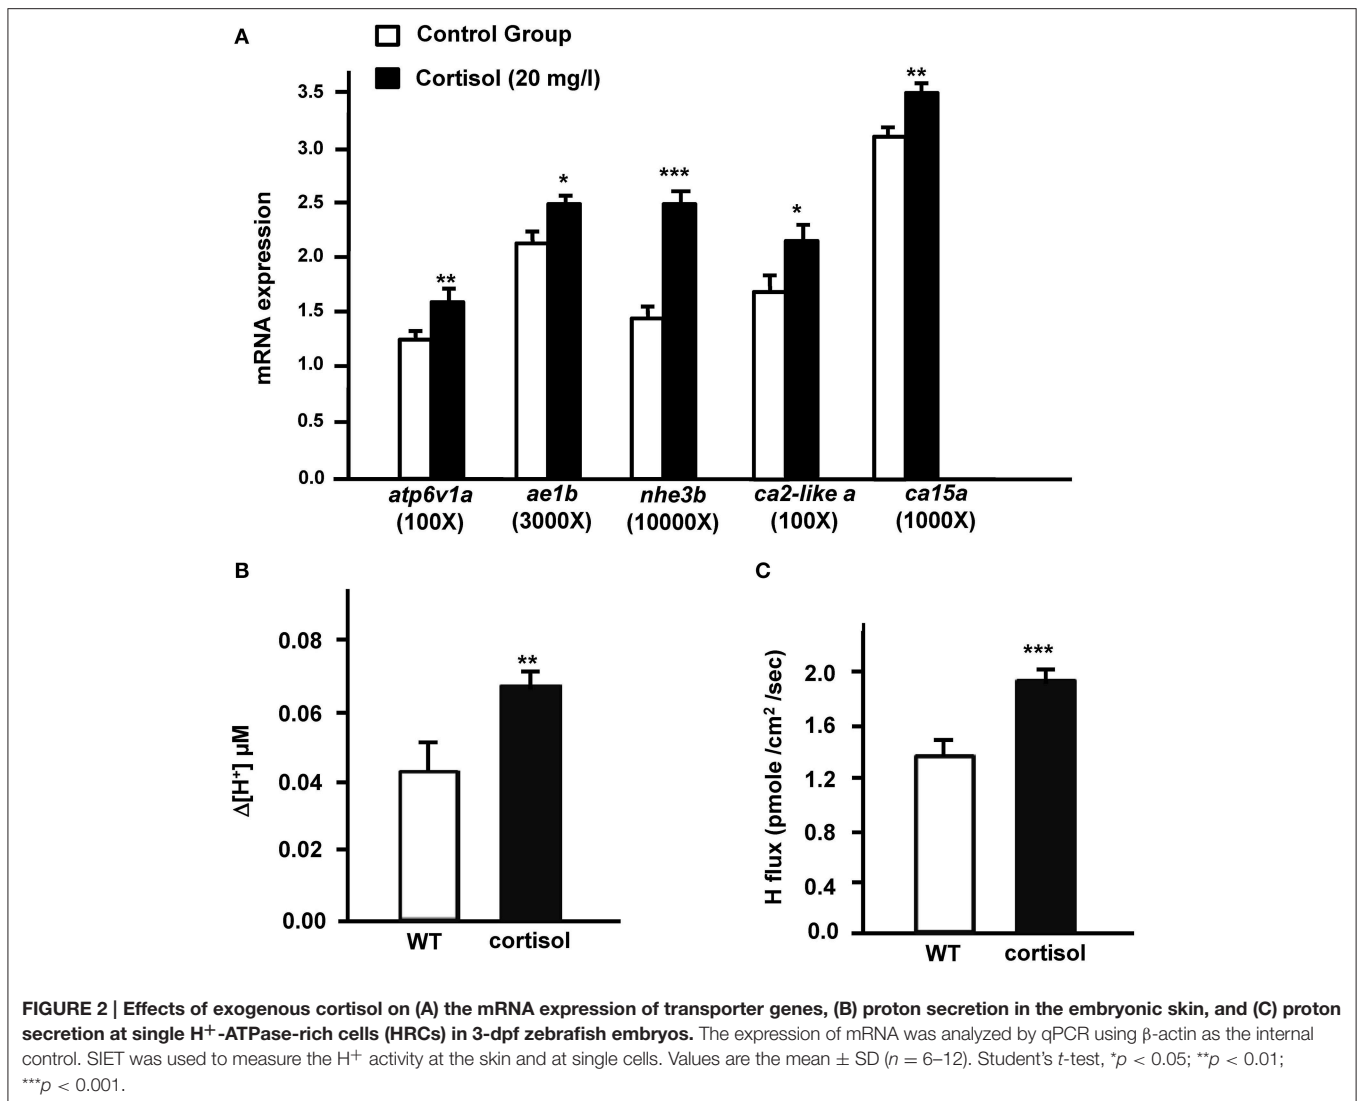 A
Control Group
Cortisol (20 mg/l)
mRNA expression
3.5
3.0
2.5
2.0
1.5
1.0
0.5
0.0
**
*
***
*
**
atp6v1a ae1b nhe3b ca2-like a ca15a
(100X) (3000X) (10000X) (100X) (1000X)
B
Δ[H⁺] µM
0.08
0.06
0.04
0.02
0.00
**
WT cortisol
C
H flux (pmole /cm² /sec)
2.0
1.6
1.2
0.8
0.4
0.0
***
WT cortisol
FIGURE 2 | Effects of exogenous cortisol on (A) the mRNA expression of transporter genes, (B) proton secretion in the embryonic skin, and (C) proton
secretion at single H⁺-ATPase-rich cells (HRCs) in 3-dpf zebrafish embryos. The expression of mRNA was analyzed by qPCR using β-actin as the internal
control. SIET was used to measure the H⁺ activity at the skin and at single cells. Values are the mean ± SD (n = 6–12). Student's t-test, *p < 0.05; **p < 0.01;
***p < 0.001.